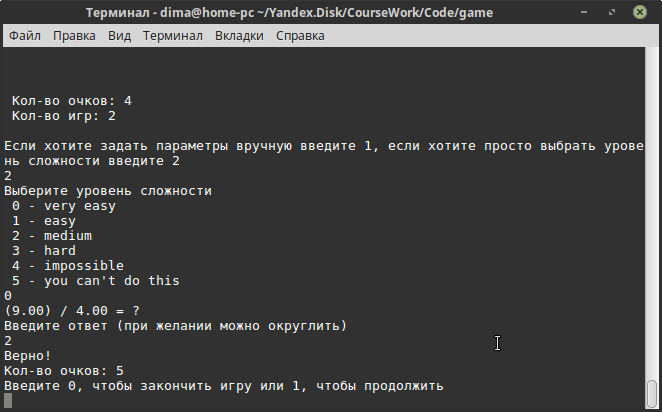 Терминал - dima@home-pc ~/Yandex.Disk/CourseWork/Code/game
Файл Правка Вид Терминал Вкладки Справка
Кол-во очков: 4
Кол-во игр: 2
Если хотите задать параметры вручную введите 1, если хотите просто выбрать урове
нь сложности введите 2
2
Выберите уровень сложности
0 - very easy
1 - easy
2 - medium
3 - hard
4 - impossible
5 - you can't do this
0
(9.00) / 4.00 = ?
Введите ответ (при желании можно округлить)
2
Верно!
Кол-во очков: 5
Введите 0, чтобы закончить игру или 1, чтобы продолжить